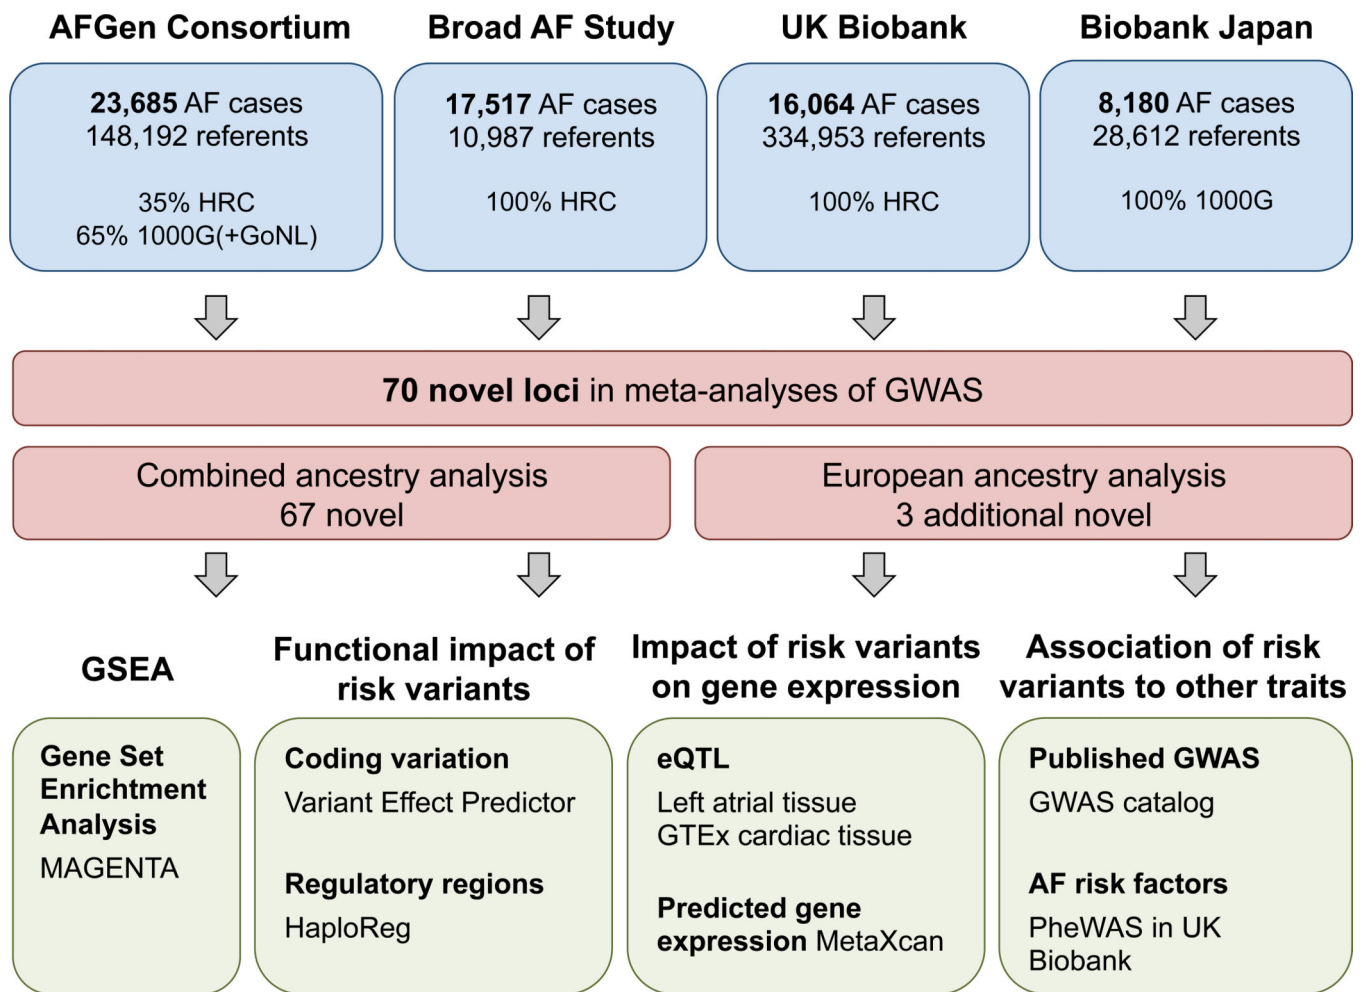 AFGen Consortium
23,685 AF cases
148,192 referents
35% HRC
65% 1000G(+GoNL)
Broad AF Study
17,517 AF cases
10,987 referents
100% HRC
UK Biobank
16,064 AF cases
334,953 referents
100% HRC
Biobank Japan
8,180 AF cases
28,612 referents
100% 1000G
70 novel loci in meta-analyses of GWAS
Combined ancestry analysis
67 novel
European ancestry analysis
3 additional novel
GSEA
Gene Set
Enrichtment
Analysis
MAGENTA
Functional impact of
risk variants
Coding variation
Variant Effect Predictor
Regulatory regions
HaploReg
Impact of risk variants
on gene expression
eQTL
Left atrial tissue
GTEx cardiac tissue
Predicted gene
expression MetaXcan
Association of risk
variants to other traits
Published GWAS
GWAS catalog
AF risk factors
PheWAS in UK
Biobank